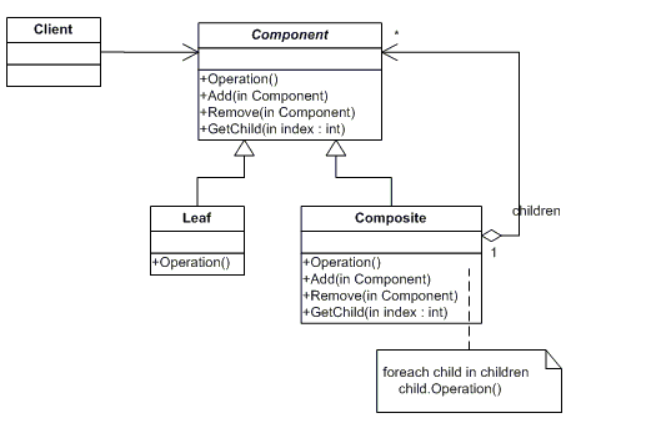 Client
Component
*
+Operation()
+Add(in Component)
+Remove(in Component)
+GetChild(in index : int)
children
Leaf
+Operation()
Composite
1
+Operation()
+Add(in Component)
+Remove(in Component)
+GetChild(in index : int)
foreach child in children
child.Operation()